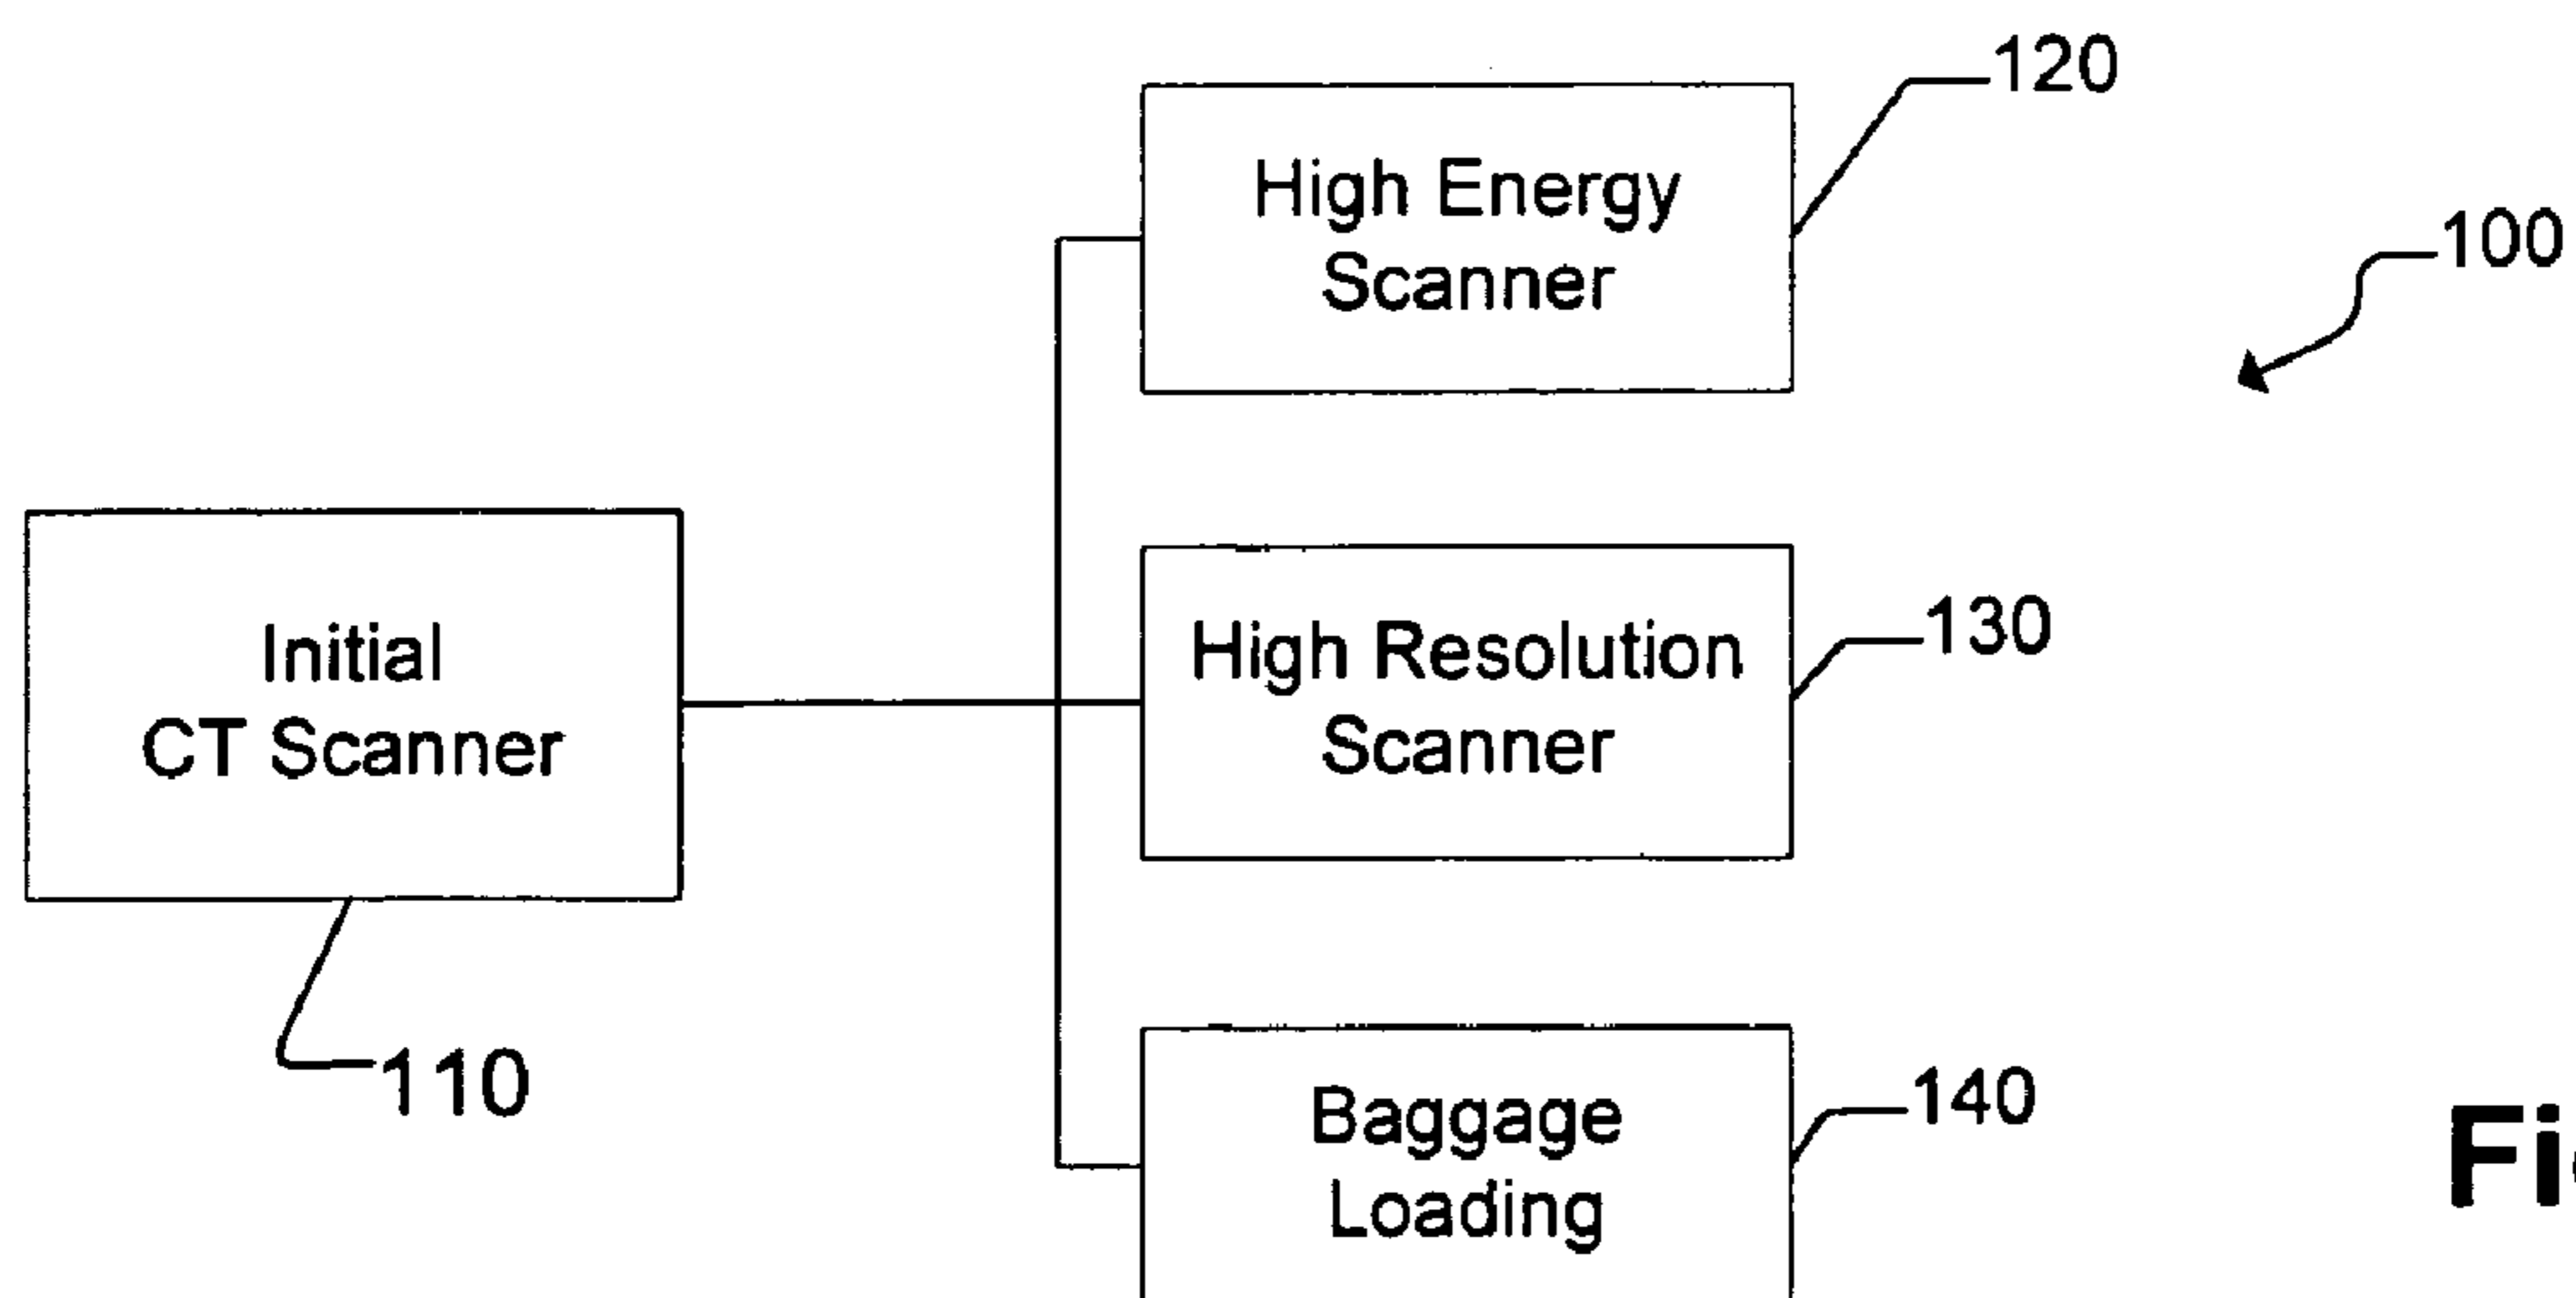 120
High Energy
Scanner
100
Initial
CT Scanner
110
High Resolution
Scanner
130
Baggage
Loading
140